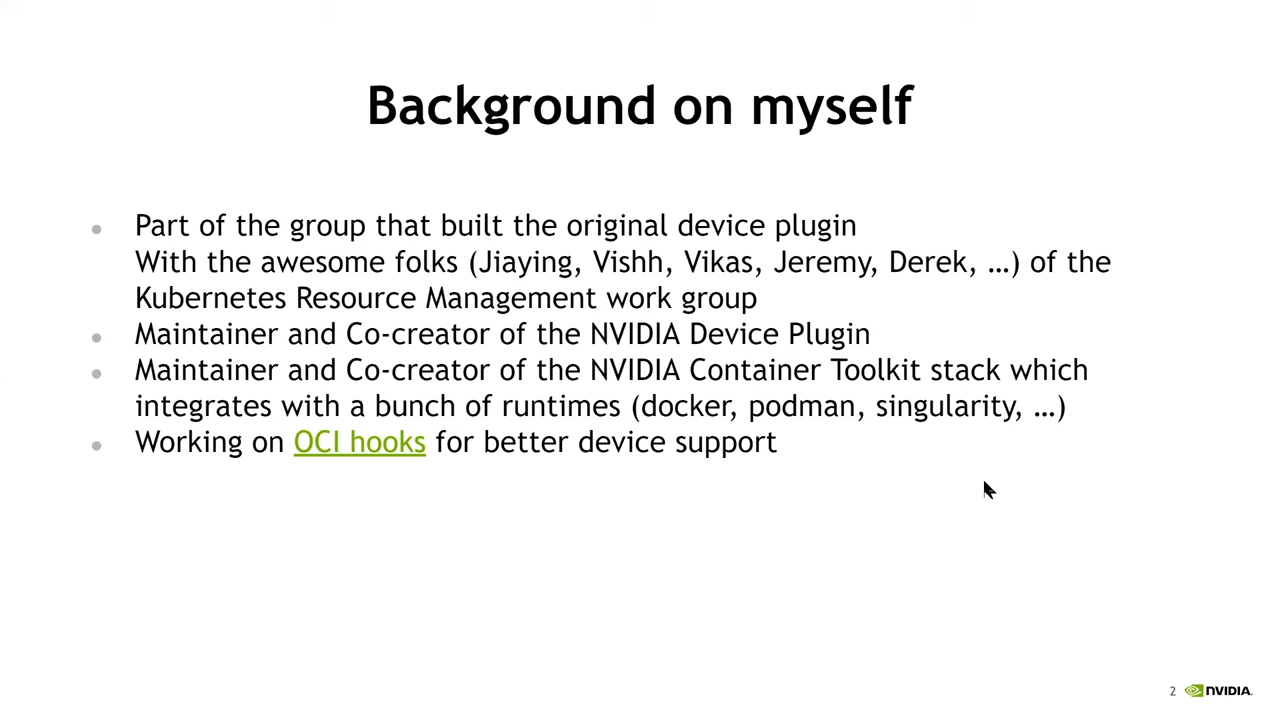 Background on myself
Part of the group that built the original device plugin
With the awesome folks (Jiaying, Vishh, Vikas, Jeremy, Derek, …) of the
Kubernetes Resource Management work group
Maintainer and Co-creator of the NVIDIA Device Plugin
Maintainer and Co-creator of the NVIDIA Container Toolkit stack which
integrates with a bunch of runtimes (docker, podman, singularity, …)
Working on OCI hooks for better device support
2 NVIDIA.